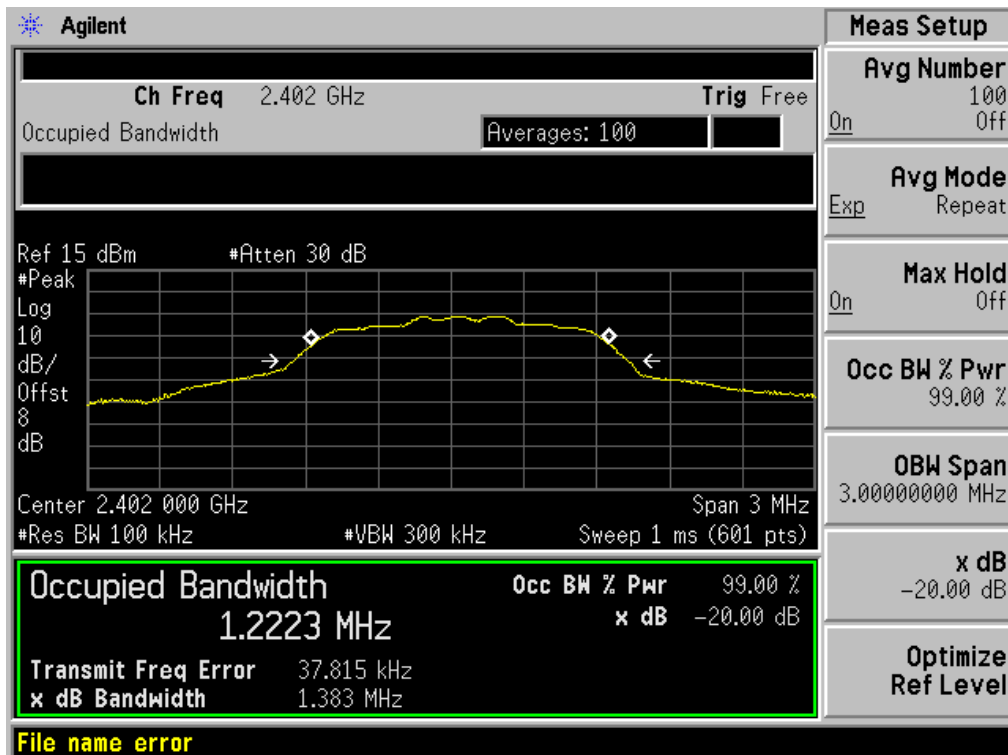 Agilent
Meas Setup
Ch Freq 2.402 GHz Trig Free
Occupied Bandwidth Averages: 100
Ref 15 dBm #Atten 30 dB
#Peak
Log
10
dB/
Offst
8
dB
Center 2.402 000 GHz Span 3 MHz
#Res BW 100 kHz #VBW 300 kHz Sweep 1 ms (601 pts)
Occupied Bandwidth
1.2223 MHz
Occ BW % Pwr 99.00 %
x dB -20.00 dB
Transmit Freq Error 37.815 kHz
x dB Bandwidth 1.383 MHz
File name error
Avg Number
100
On Off
Avg Mode
Exp Repeat
Max Hold
On Off
Occ BW % Pwr
99.00 %
OBW Span
3.00000000 MHz
x dB
-20.00 dB
Optimize
Ref Level